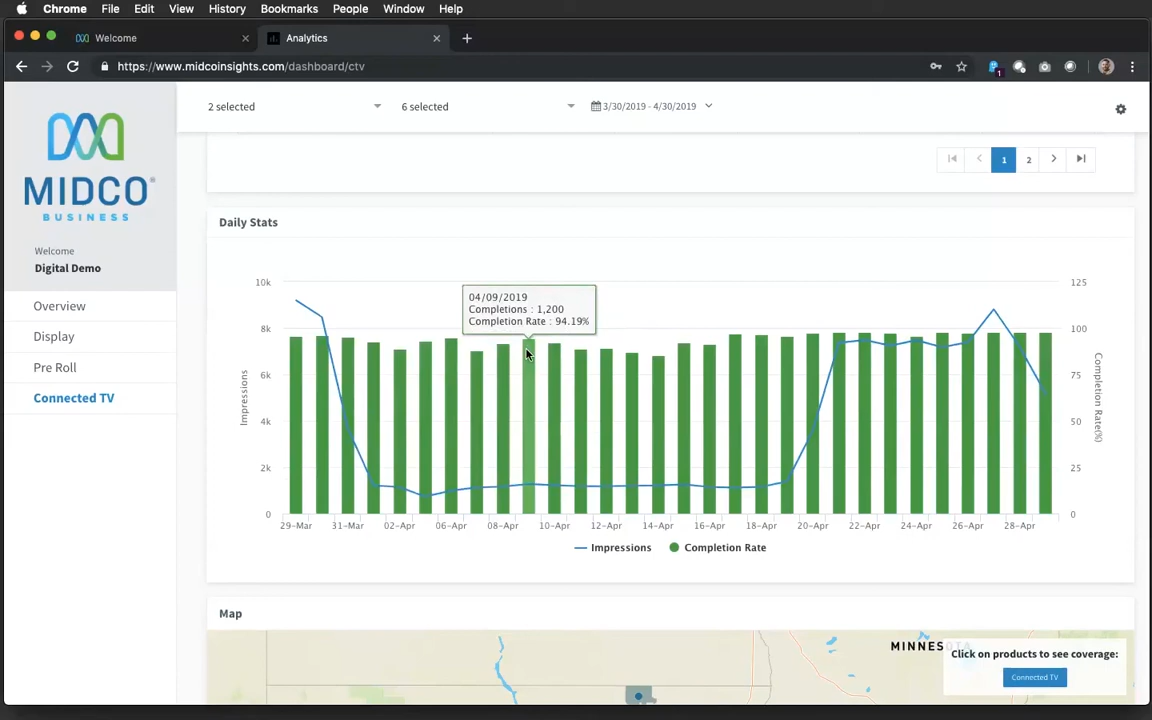 Chrome File Edit View History Bookmarks People Window Help
Welcome
Analytics
https://www.midcoinsights.com/dashboard/ctv
1
MIDCO
BUSINESS
Welcome
Digital Demo
Overview
Display
Pre Roll
Connected TV
2 selected
6 selected
3/30/2019 - 4/30/2019
1 2
Daily Stats
10k
8k
6k
4k
2k
0
Impressions
04/09/2019
Completions : 1,200
Completion Rate : 94.19%
125
100
75
50
25
0
Completion Rate(%)
29-Mar 31-Mar 02-Apr 06-Apr 08-Apr 10-Apr 12-Apr 14-Apr 16-Apr 18-Apr 20-Apr 22-Apr 24-Apr 26-Apr 28-Apr
Impressions Completion Rate
Map
Click on products to see coverage:
Connected TV